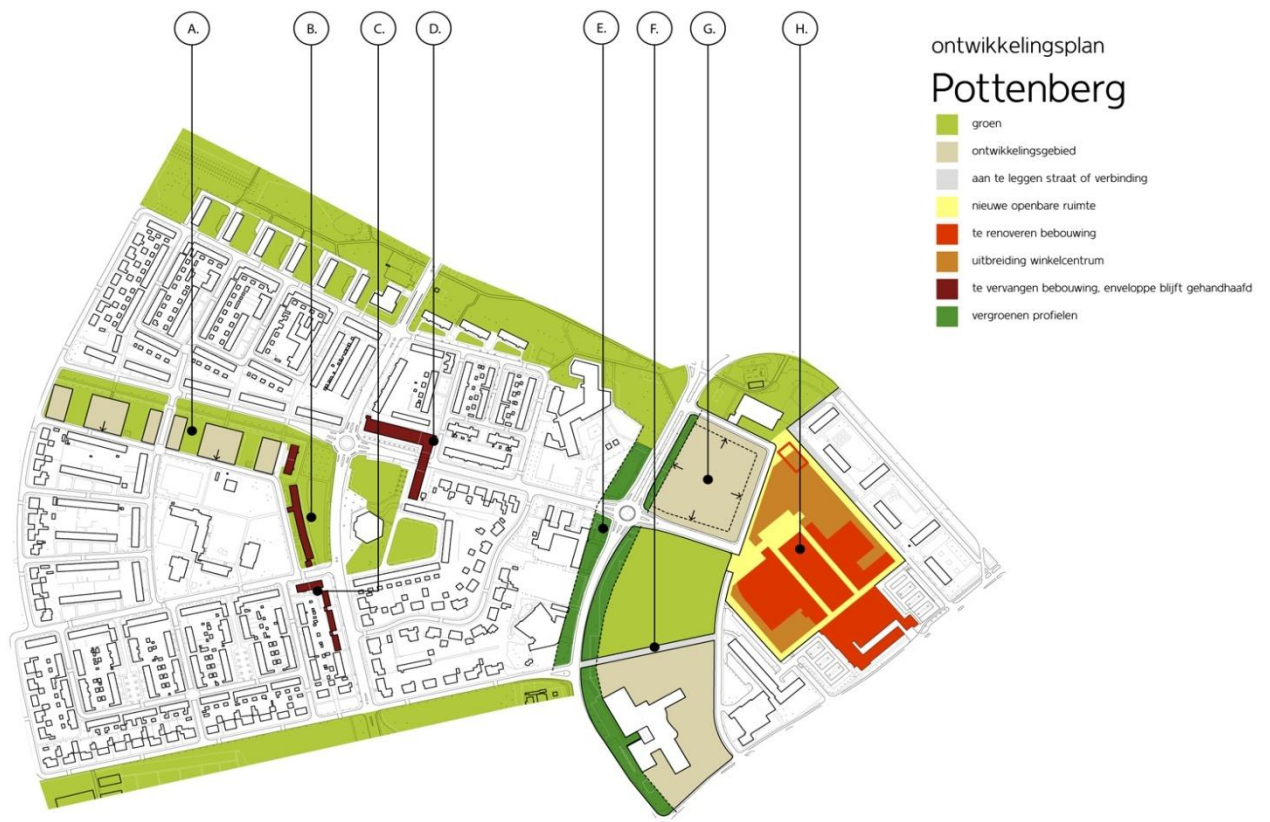 A.
B.
C.
D.
E.
F.
G.
H.
ontwikkelingsplan
Pottenberg
groen
ontwikkelingsgebied
aan te leggen straat of verbinding
nieuwe openbare ruimte
te renoveren bebouwing
uitbreiding winkelcentrum
te vervangen bebouwing, enveloppe blijft gehandhaafd
vergroenen profielen